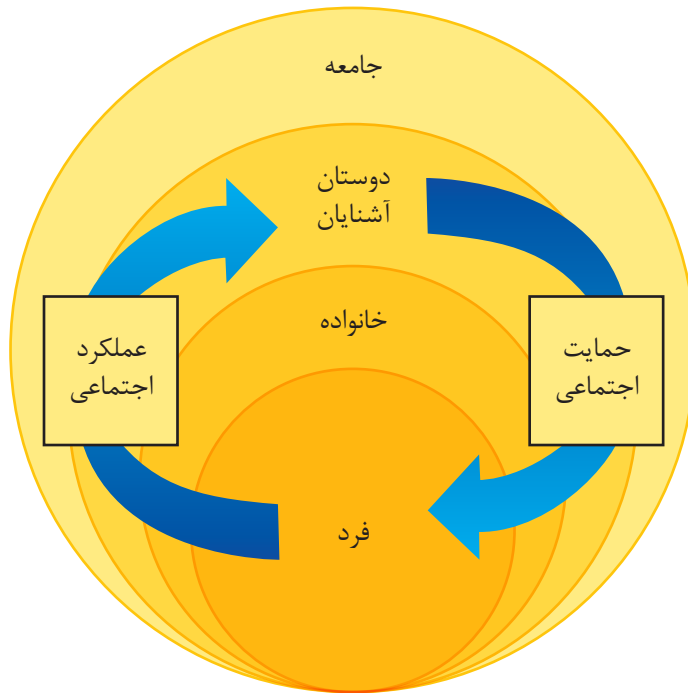 جامعه
دوستان
آشنایان
خانواده
حمایت
اجتماعی
عملکرد
اجتماعی
فرد